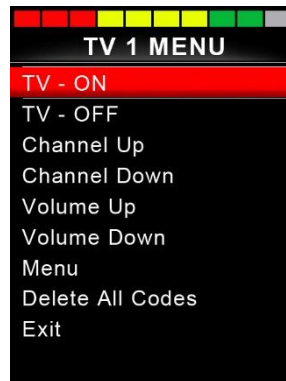 TV 1 MENU
TV - ON
TV - OFF
Channel Up
Channel Down
Volume Up
Volume Down
Menu
Delete All Codes
Exit